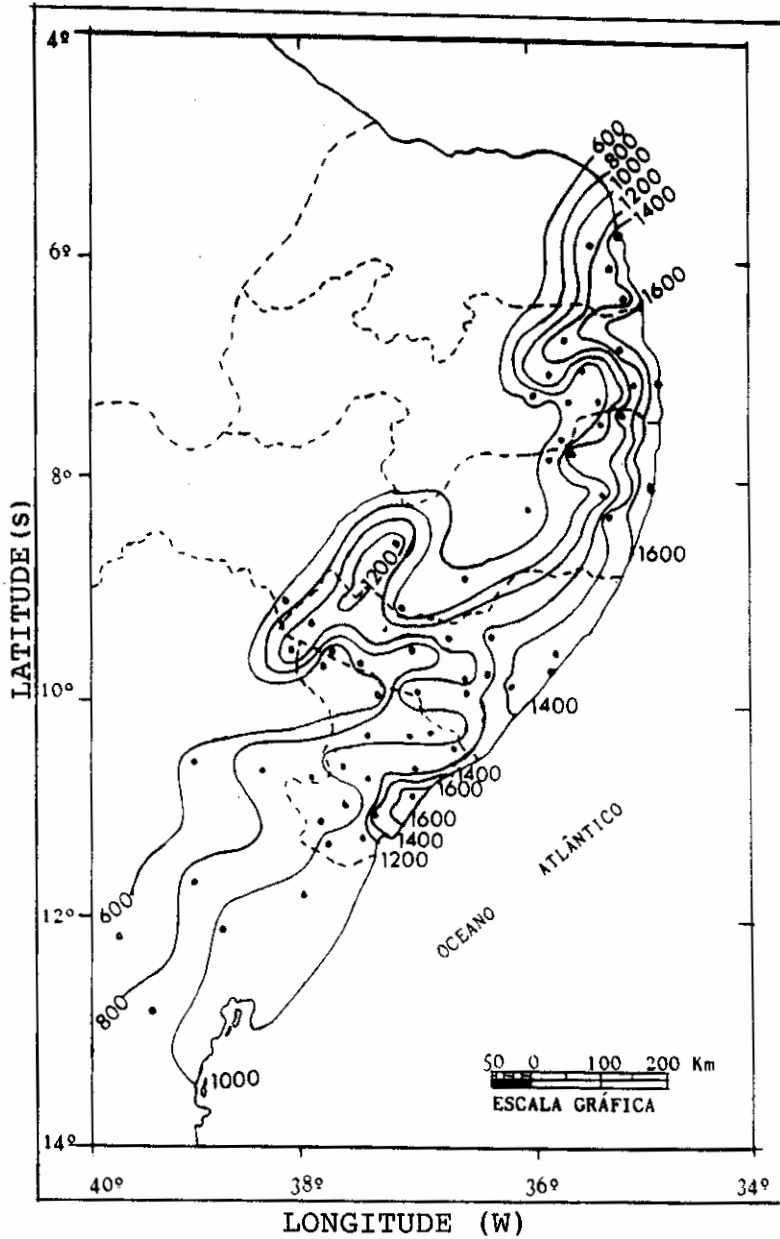 4º
600
800
1000
1200
1400
6º
1600
8º
1200
1600
LATITUDE(S)
10º
1400
1400
1600
1600
1400
1200
ATLÂNTICO
OCEANO
12º
600
800
1000
50 0 100 200 Km
ESCALA GRÁFICA
14º
40º 38º 36º 34º
LONGITUDE (W)